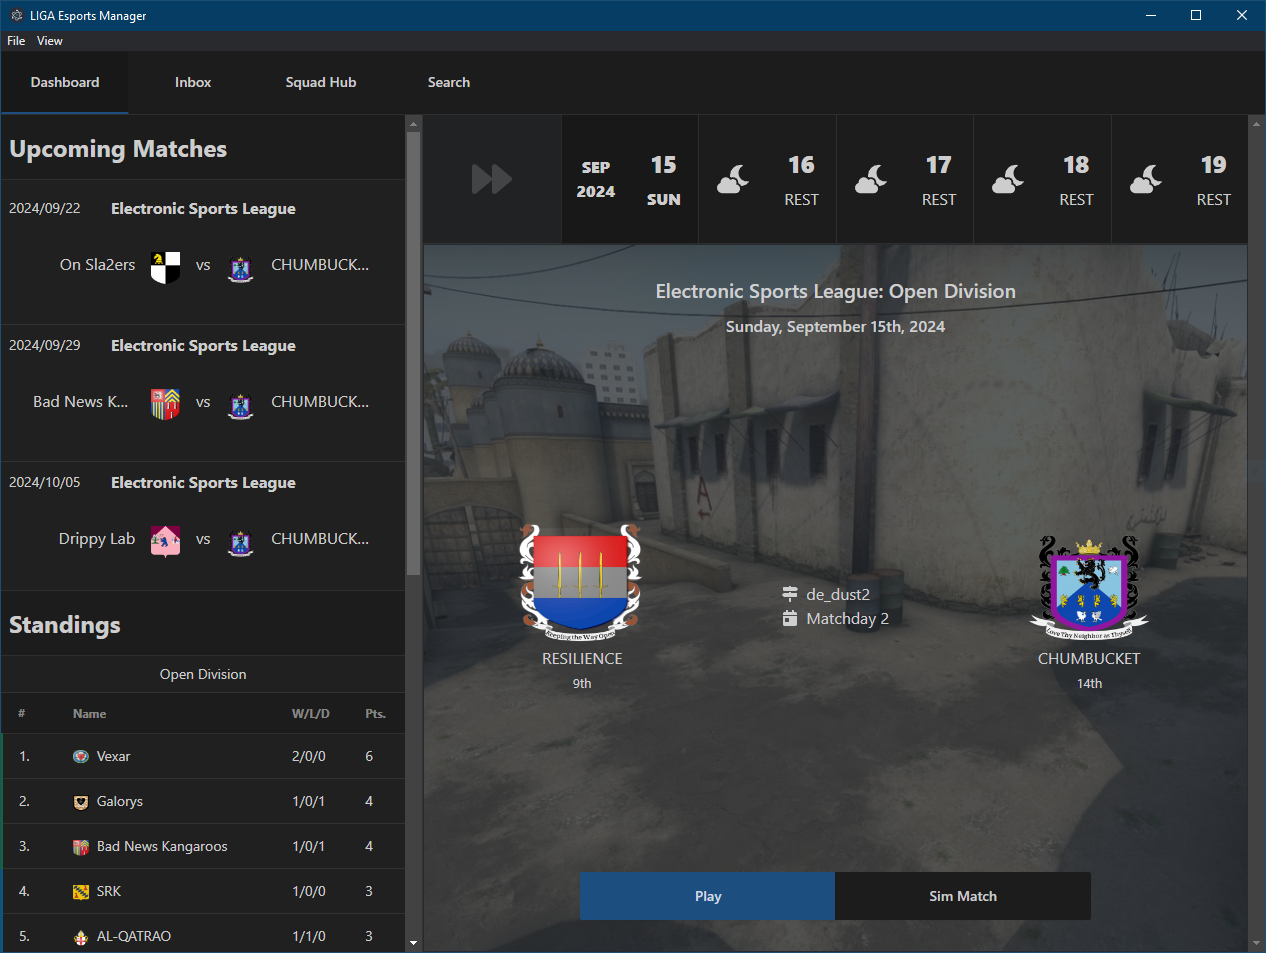 LIGA Esports Manager
File View
Dashboard Inbox Squad Hub Search
Upcoming Matches
2024/09/22 Electronic Sports League
On Sla2ers vs CHUMBUCK...
2024/09/29 Electronic Sports League
Bad News K... vs CHUMBUCK...
2024/10/05 Electronic Sports League
Drippy Lab vs CHUMBUCK...
Standings
Open Division
# Name W/L/D Pts.
1. Vexar 2/0/0 6
2. Galorys 1/0/1 4
3. Bad News Kangaroos 1/0/1 4
4. SRK 1/0/0 3
5. AL-QATRAO 1/1/0 3
SEP 2024
15 SUN
16 REST
17 REST
18 REST
19 REST
Electronic Sports League: Open Division
Sunday, September 15th, 2024
A
Keeping the Way Open
RESILIENCE
9th
de_dust2
Matchday 2
Love Thy Neighbor as Thyself
CHUMBUCKET
14th
Play
Sim Match